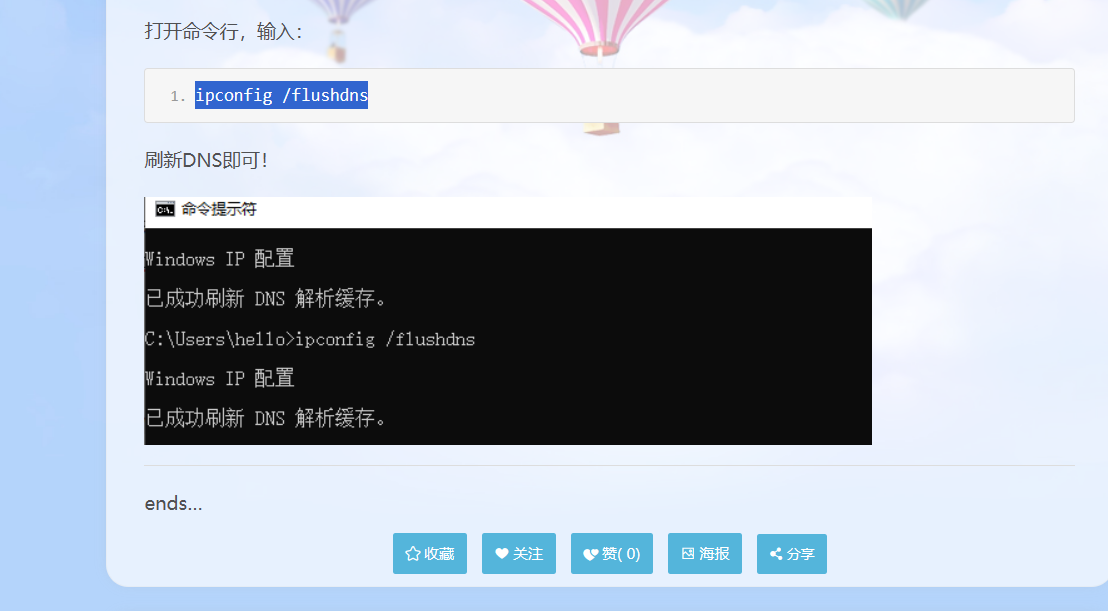 打开命令行，输入：
1. ipconfig /flushdns
刷新DNS即可！
命令提示符
Windows IP 配置
已成功刷新 DNS 解析缓存。
C:\Users\hello>ipconfig /flushdns
Windows IP 配置
已成功刷新 DNS 解析缓存。
ends...
收藏 关注 赞( 0) 海报 分享